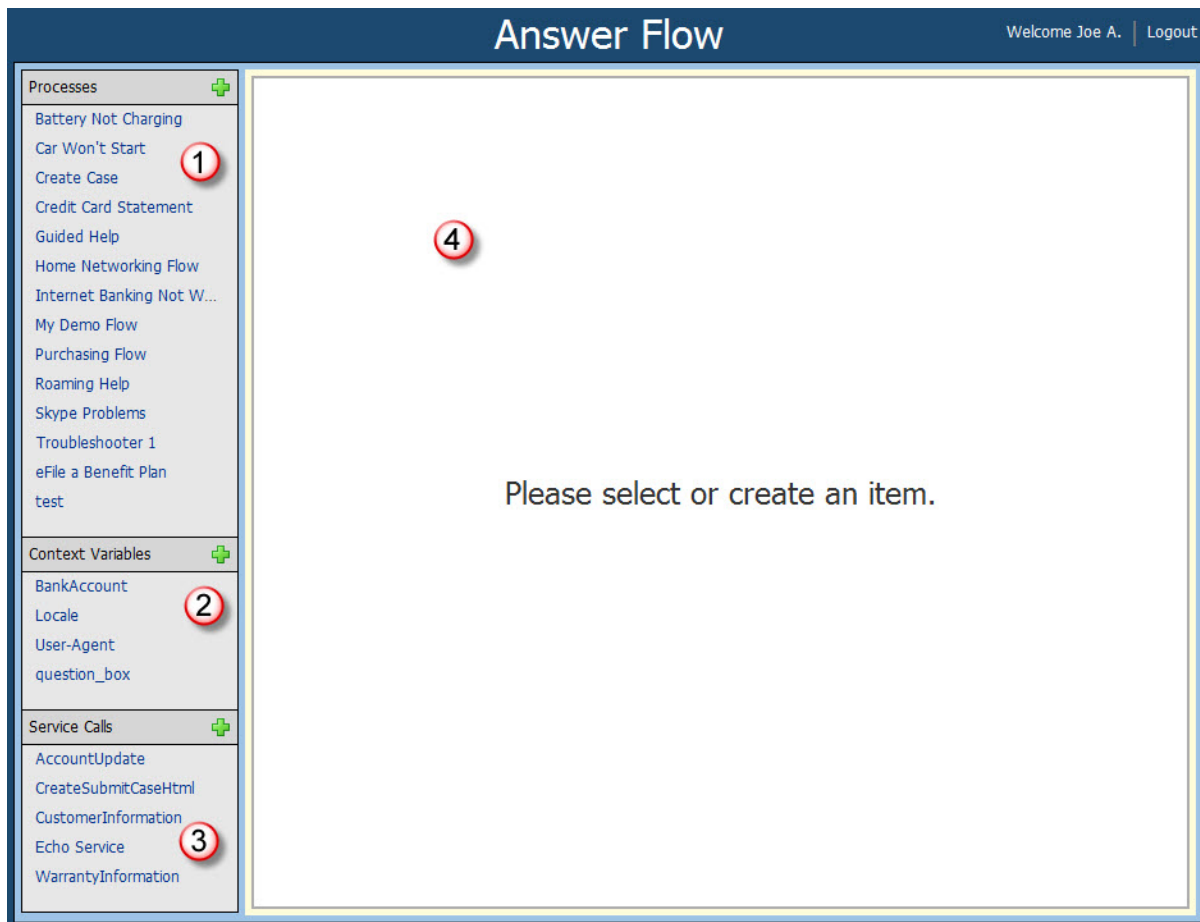 Answer Flow
Welcome Joe A. | Logout
Processes
Battery Not Charging
Car Won't Start
1
Create Case
Credit Card Statement
Guided Help
4
Home Networking Flow
Internet Banking Not W...
My Demo Flow
Purchasing Flow
Roaming Help
Skype Problems
Troubleshooter 1
eFile a Benefit Plan
test
Please select or create an item.
Context Variables
BankAccount
2
Locale
User-Agent
question_box
Service Calls
AccountUpdate
CreateSubmitCaseHtml
CustomerInformation
3
Echo Service
WarrantyInformation